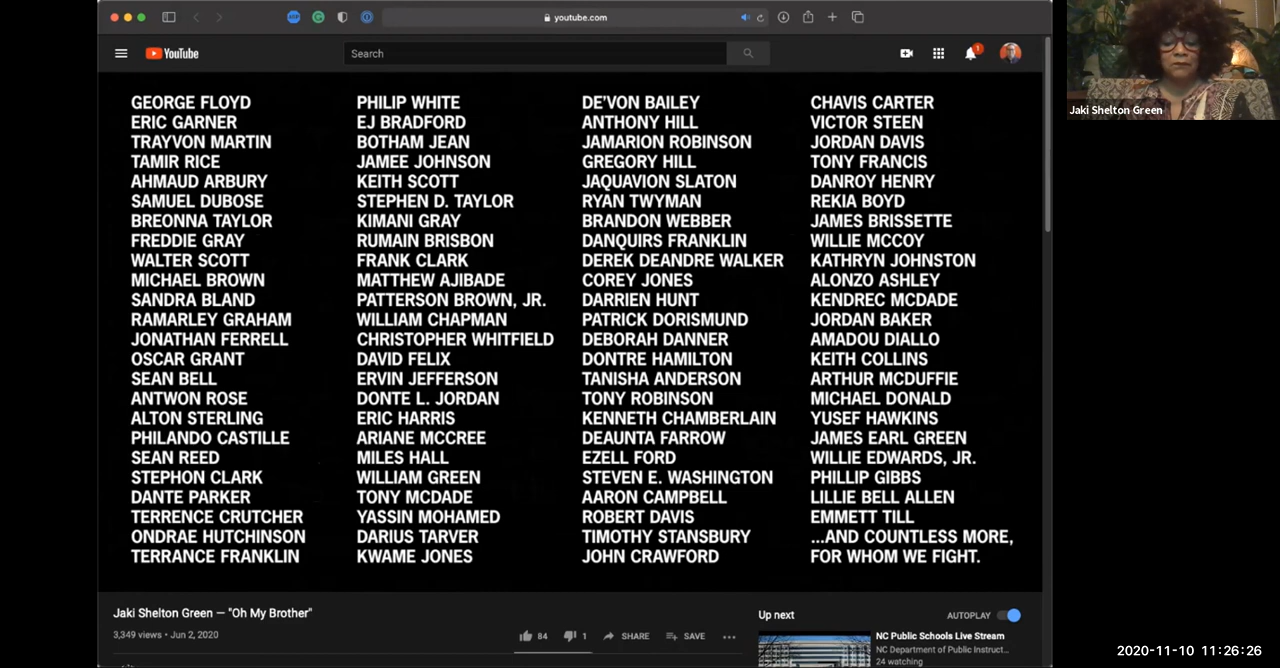 youtube.com
YouTube
Search
1
Jaki Shelton Green
GEORGE FLOYD
ERIC GARNER
TRAYVON MARTIN
TAMIR RICE
AHMAUD ARBURY
SAMUEL DUBOSE
BREONNA TAYLOR
FREDDIE GRAY
WALTER SCOTT
MICHAEL BROWN
SANDRA BLAND
RAMARLEY GRAHAM
JONATHAN FERRELL
OSCAR GRANT
SEAN BELL
ANTWON ROSE
ALTON STERLING
PHILANDO CASTILLE
SEAN REED
STEPHON CLARK
DANTE PARKER
TERRENCE CRUTCHER
ONDRAE HUTCHINSON
TERRANCE FRANKLIN
PHILIP WHITE
EJ BRADFORD
BOTHAM JEAN
JAMEE JOHNSON
KEITH SCOTT
STEPHEN D. TAYLOR
KIMANI GRAY
RUMAIN BRISBON
FRANK CLARK
MATTHEW AJIBADE
PATTERSON BROWN, JR.
WILLIAM CHAPMAN
CHRISTOPHER WHITFIELD
DAVID FELIX
ERVIN JEFFERSON
DONTE L. JORDAN
ERIC HARRIS
ARIANE MCCREE
MILES HALL
WILLIAM GREEN
TONY MCDADE
YASSIN MOHAMED
DARIUS TARVER
KWAME JONES
DE'VON BAILEY
ANTHONY HILL
JAMARION ROBINSON
GREGORY HILL
JAQUAVION SLATON
RYAN TWYMAN
BRANDON WEBBER
DANQUIRS FRANKLIN
DEREK DEANDRE WALKER
COREY JONES
DARRIEN HUNT
PATRICK DORISMUND
DEBORAH DANNER
DONTRE HAMILTON
TANISHA ANDERSON
TONY ROBINSON
KENNETH CHAMBERLAIN
DEAUNTA FARROW
EZELL FORD
STEVEN E. WASHINGTON
AARON CAMPBELL
ROBERT DAVIS
TIMOTHY STANSBURY
JOHN CRAWFORD
CHAVIS CARTER
VICTOR STEEN
JORDAN DAVIS
TONY FRANCIS
DANROY HENRY
REKIA BOYD
JAMES BRISSETTE
WILLIE MCCOY
KATHRYN JOHNSTON
ALONZO ASHLEY
KENDREC MCDADE
JORDAN BAKER
AMADOU DIALLO
KEITH COLLINS
ARTHUR MCDUFFIE
MICHAEL DONALD
YUSEF HAWKINS
JAMES EARL GREEN
WILLIE EDWARDS, JR.
PHILLIP GIBBS
LILLIE BELL ALLEN
EMMETT TILL
...AND COUNTLESS MORE,
FOR WHOM WE FIGHT.
Jaki Shelton Green – "Oh My Brother"
3,349 views • Jun 2, 2020
84
1
SHARE
SAVE
Up next
AUTOPLAY
NC Public Schools Live Stream
NC Department of Public Instruct...
24 watching
2020-11-10 11:26:26